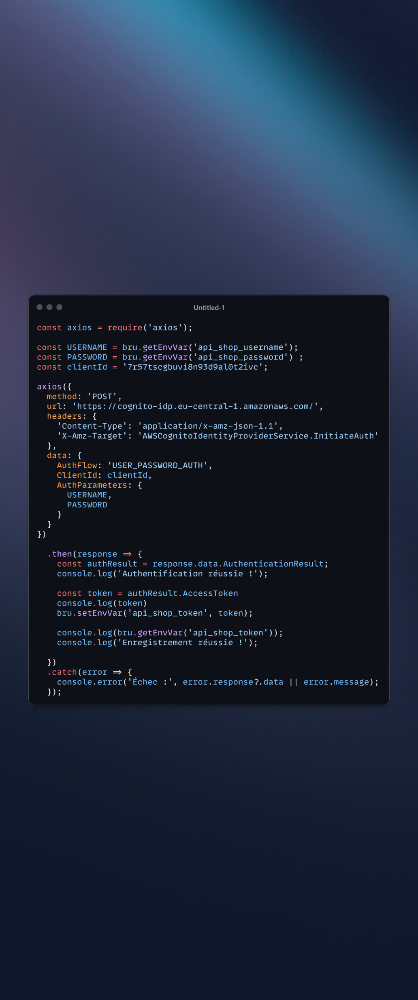 Untitled-1
const axios = require('axios');
const USERNAME = bru.getEnvVar('api_shop_username');
const PASSWORD = bru.getEnvVar('api_shop_password') ;
const clientId = '7r57tscgbuvi8n93d9al0t2ivc';
axios({
  method: 'POST',
  url: 'https://cognito-idp.eu-central-1.amazonaws.com/',
  headers: {
    'Content-Type': 'application/x-amz-json-1.1',
    'X-Amz-Target': 'AWSCognitoIdentityProviderService.InitiateAuth'
  },
  data: {
    AuthFlow: 'USER_PASSWORD_AUTH',
    ClientId: clientId,
    AuthParameters: {
      USERNAME,
      PASSWORD
    }
  }
})
  .then(response => {
    const authResult = response.data.AuthenticationResult;
    console.log('Authentification réussie !');
    const token = authResult.AccessToken
    console.log(token)
    bru.setEnvVar('api_shop_token', token);
    console.log(bru.getEnvVar('api_shop_token'));
    console.log('Enregistrement réussie !');
  })
  .catch(error => {
    console.error('Échec :', error.response?.data || error.message);
  });